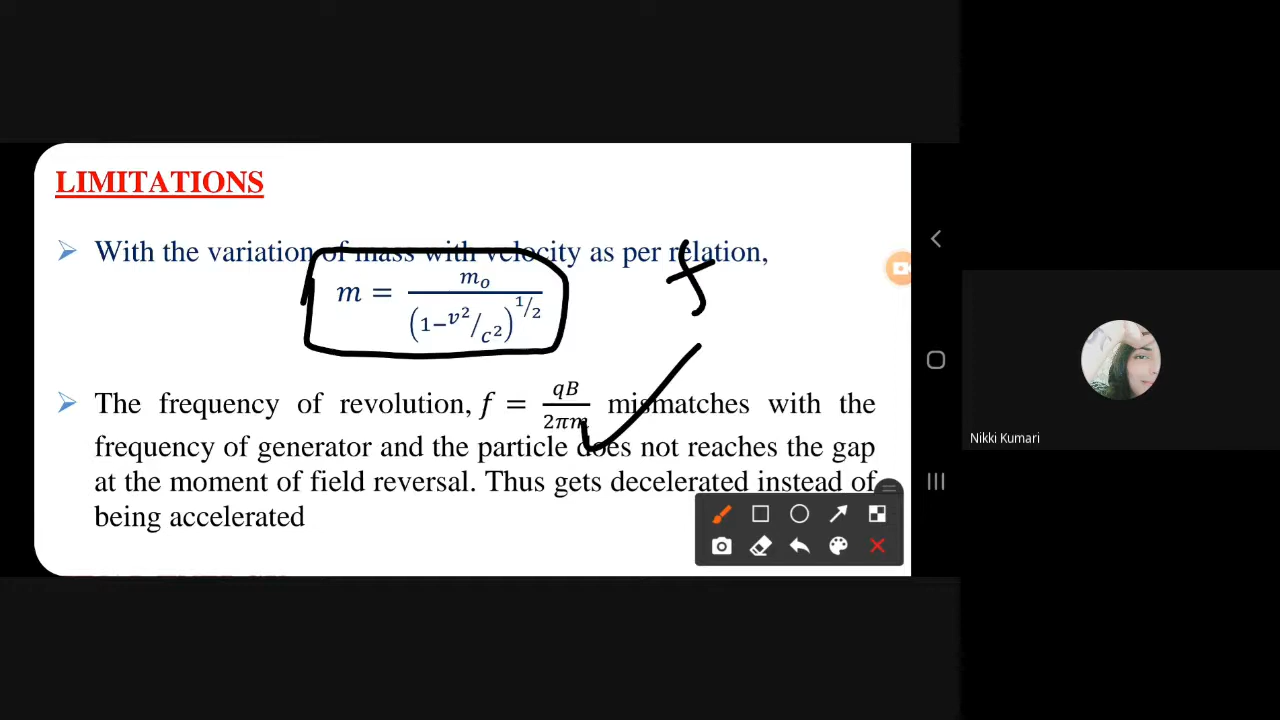 LIMITATIONS
With the variation of mass with velocity as per relation,
m = m₀ / (1−v²/c²)^1/2
f
The frequency of revolution, f = qB / 2πm mismatches with the
frequency of generator and the particle does not reaches the gap
at the moment of field reversal. Thus gets decelerated instead of
being accelerated
Nikki Kumari